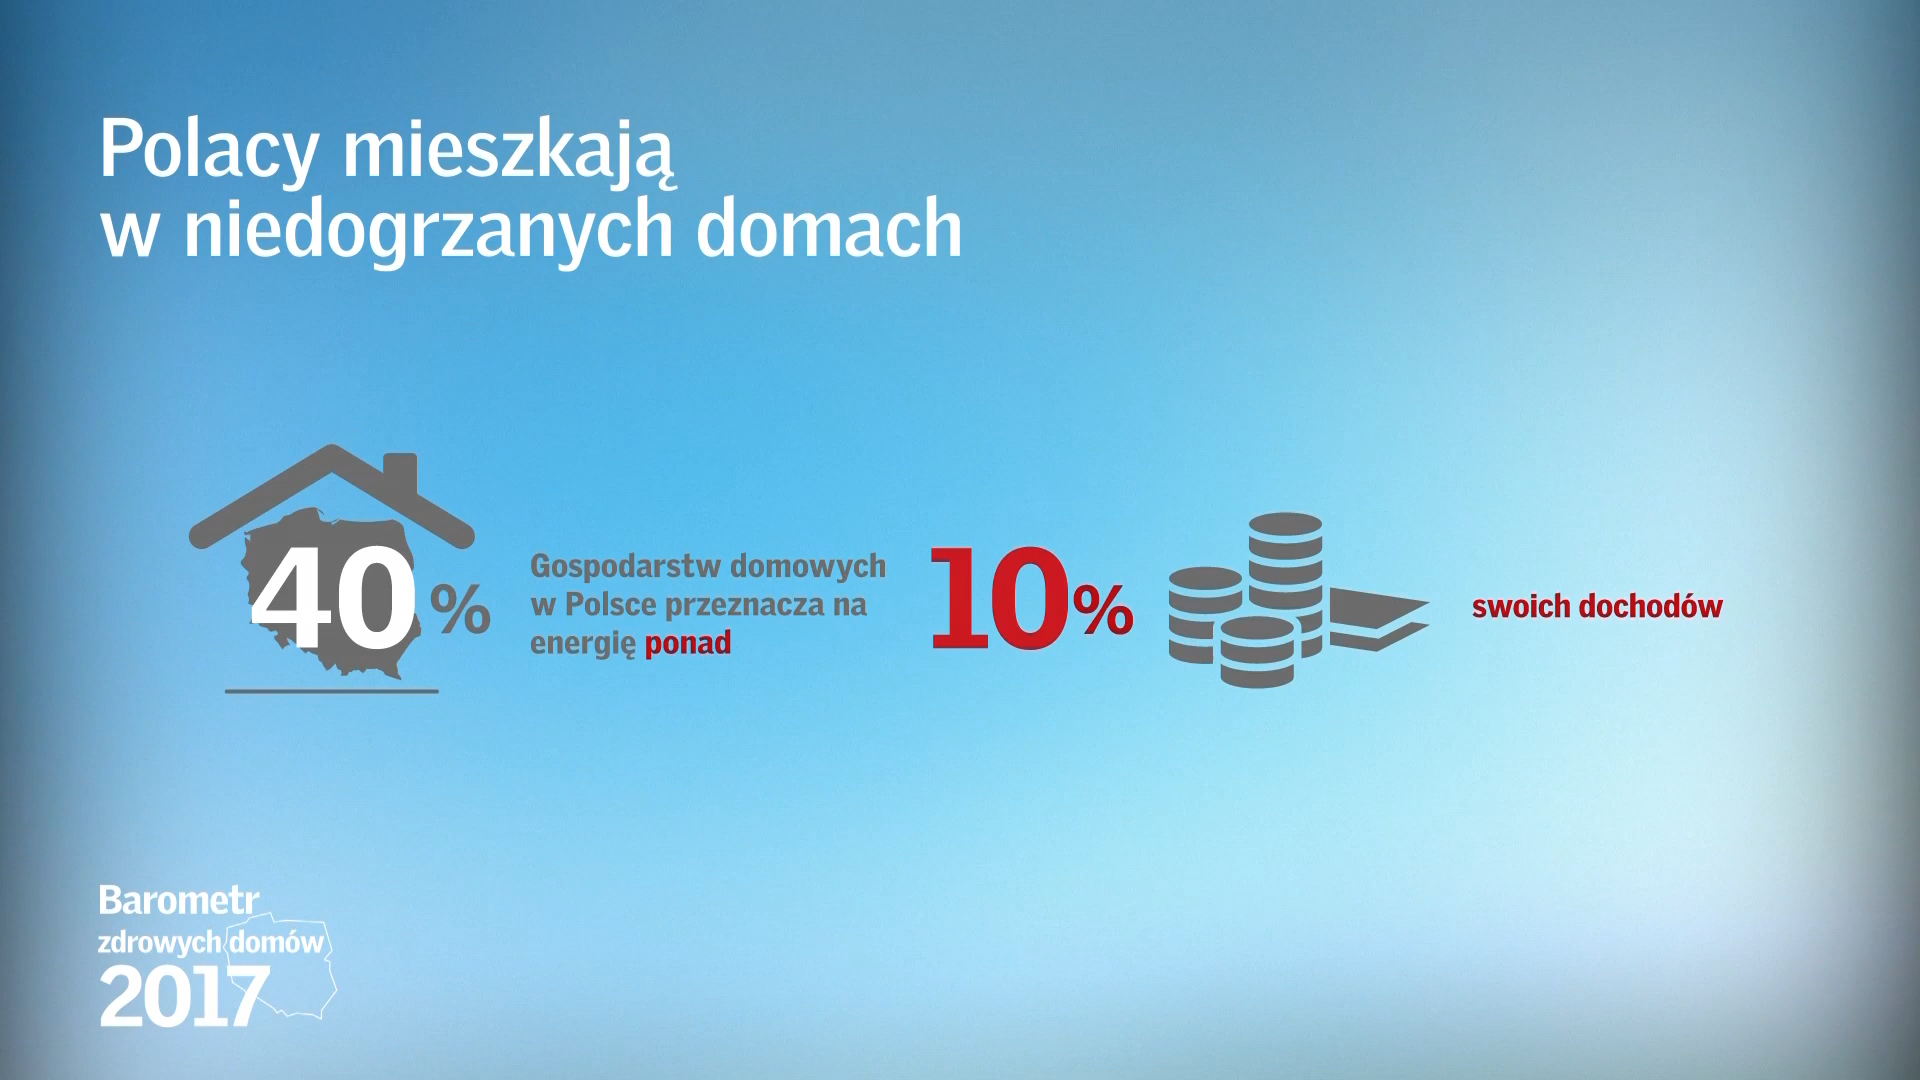 Polacy mieszkają
w niedogrzanych domach
40 %
Gospodarstw domowych
w Polsce przeznacza na
energię ponad
10%
swoich dochodów
Barometr
zdrowych domów
2017